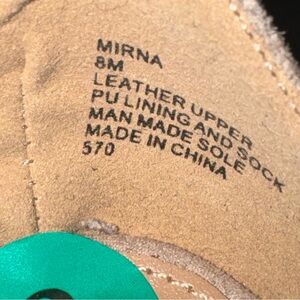 MIRNA
8M
LEATHER UPPER
PU LINING AND SOCK
MAN MADE SOLE
MADE IN CHINA
570